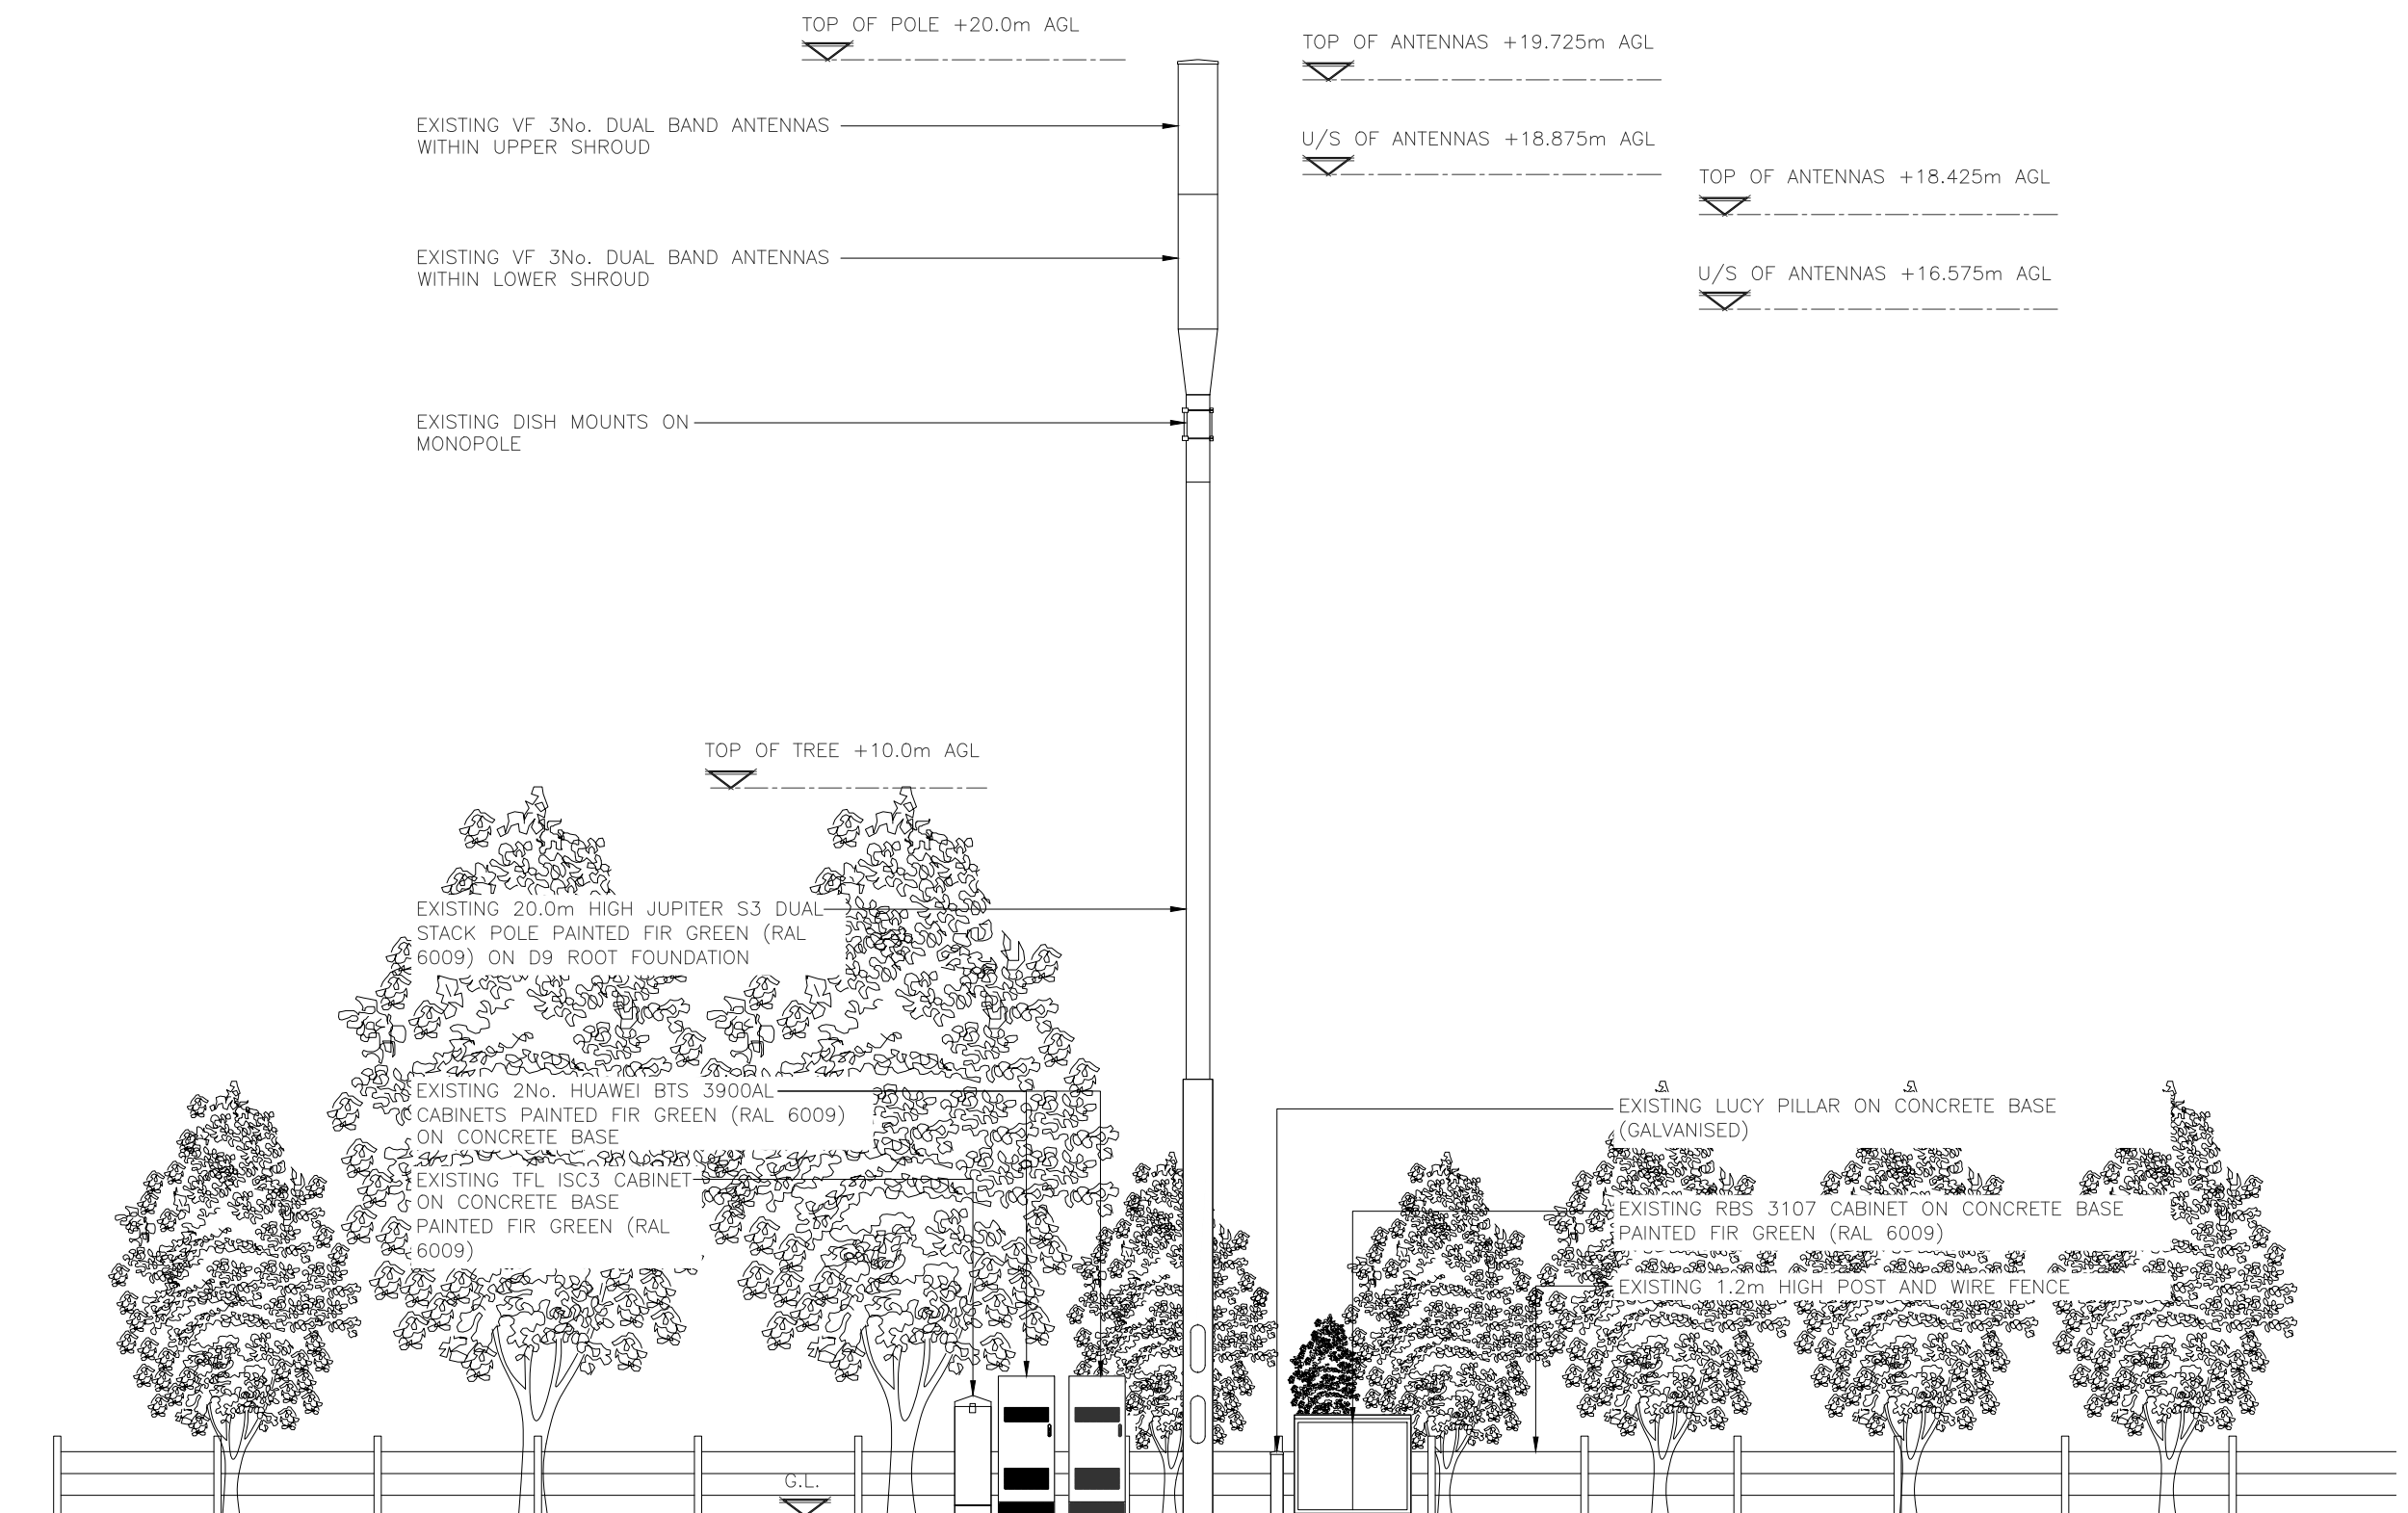 TOP OF POLE +20.0m AGL
TOP OF ANTENNAS +19.725m AGL
EXISTING VF 3No. DUAL BAND ANTENNAS
WITHIN UPPER SHROUD
U/S OF ANTENNAS +18.875m AGL
TOP OF ANTENNAS +18.425m AGL
EXISTING VF 3No. DUAL BAND ANTENNAS
WITHIN LOWER SHROUD
U/S OF ANTENNAS +16.575m AGL
EXISTING DISH MOUNTS ON
MONOPOLE
TOP OF TREE +10.0m AGL
EXISTING 20.0m HIGH JUPITER S3 DUAL
STACK POLE PAINTED FIR GREEN (RAL
6009) ON D9 ROOT FOUNDATION
EXISTING 2No. HUAWEI BTS 3900AL
CABINETS PAINTED FIR GREEN (RAL 6009)
ON CONCRETE BASE
EXISTING TFL ISC3 CABINET
ON CONCRETE BASE
PAINTED FIR GREEN (RAL
6009)
EXISTING LUCY PILLAR ON CONCRETE BASE
(GALVANISED)
EXISTING RBS 3107 CABINET ON CONCRETE BASE
PAINTED FIR GREEN (RAL 6009)
EXISTING 1.2m HIGH POST AND WIRE FENCE
G.L.